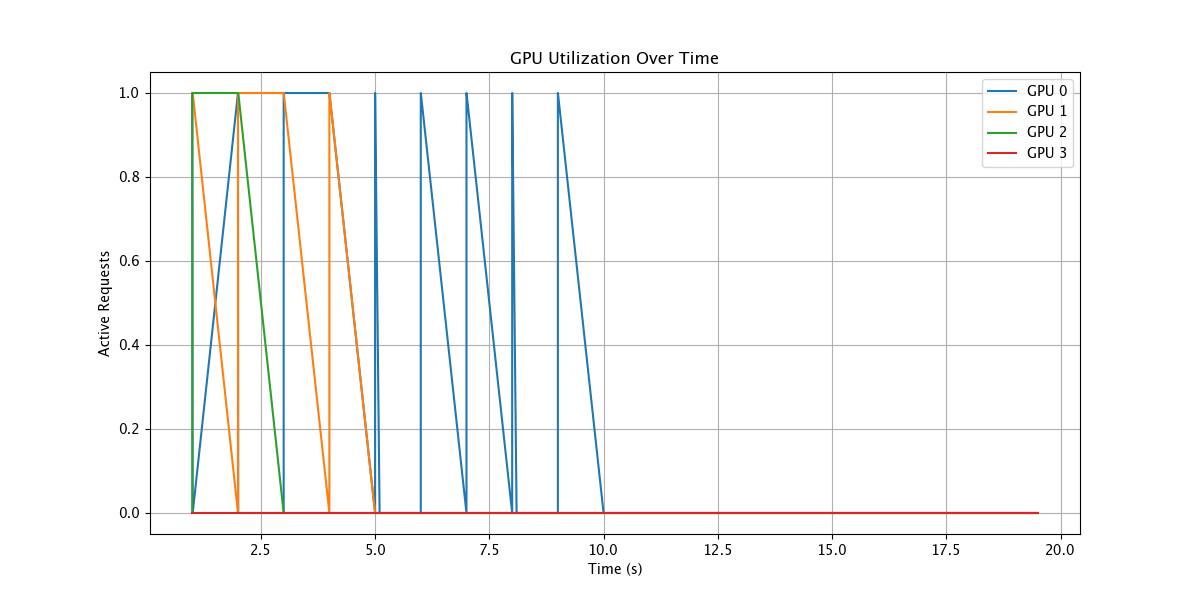 GPU Utilization Over Time
GPU 0
GPU 1
GPU 2
GPU 3
Active Requests
1.0
0.8
0.6
0.4
0.2
0.0
2.5 5.0 7.5 10.0 12.5 15.0 17.5 20.0
Time (s)